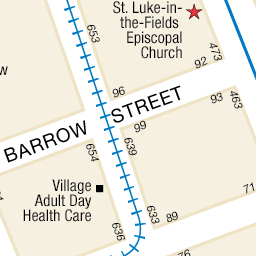 St. Luke-in-
the-Fields
Episcopal
Church
653
473
w
92
96
93
463
BARROW STREET
99
654
639
Village
Adult Day
Health Care
71
633
89
636